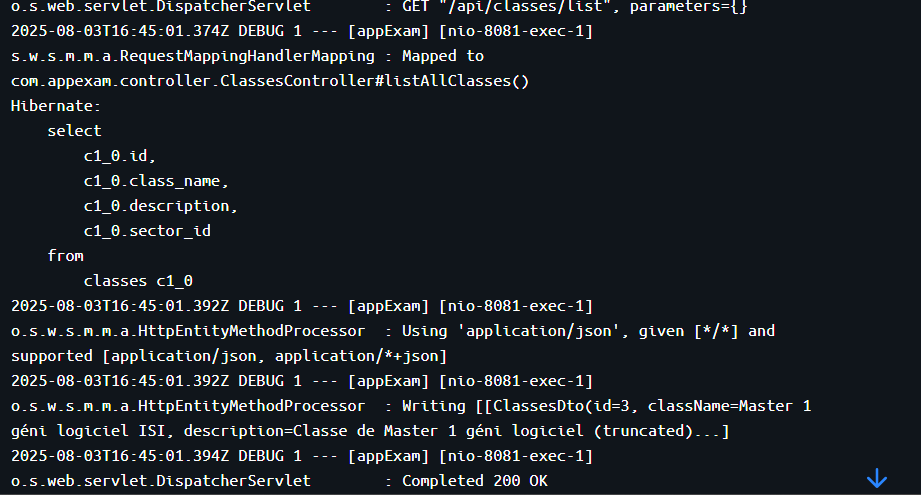 o.s.web.servlet.DispatcherServlet        : GET "/api/classes/list", parameters={}
2025-08-03T16:45:01.374Z DEBUG 1 --- [appExam] [nio-8081-exec-1]
s.w.s.m.m.a.RequestMappingHandlerMapping : Mapped to
com.appexam.controller.ClassesController#listAllClasses()
Hibernate:
    select
        c1_0.id,
        c1_0.class_name,
        c1_0.description,
        c1_0.sector_id
    from
        classes c1_0
2025-08-03T16:45:01.392Z DEBUG 1 --- [appExam] [nio-8081-exec-1]
o.s.w.s.m.m.a.HttpEntityMethodProcessor  : Using 'application/json', given [*/*] and
supported [application/json, application/*+json]
2025-08-03T16:45:01.392Z DEBUG 1 --- [appExam] [nio-8081-exec-1]
o.s.w.s.m.m.a.HttpEntityMethodProcessor  : Writing [[ClassesDto(id=3, className=Master 1
géni logiciel ISI, description=Classe de Master 1 géni logiciel (truncated)...]
2025-08-03T16:45:01.394Z DEBUG 1 --- [appExam] [nio-8081-exec-1]
o.s.web.servlet.DispatcherServlet        : Completed 200 OK